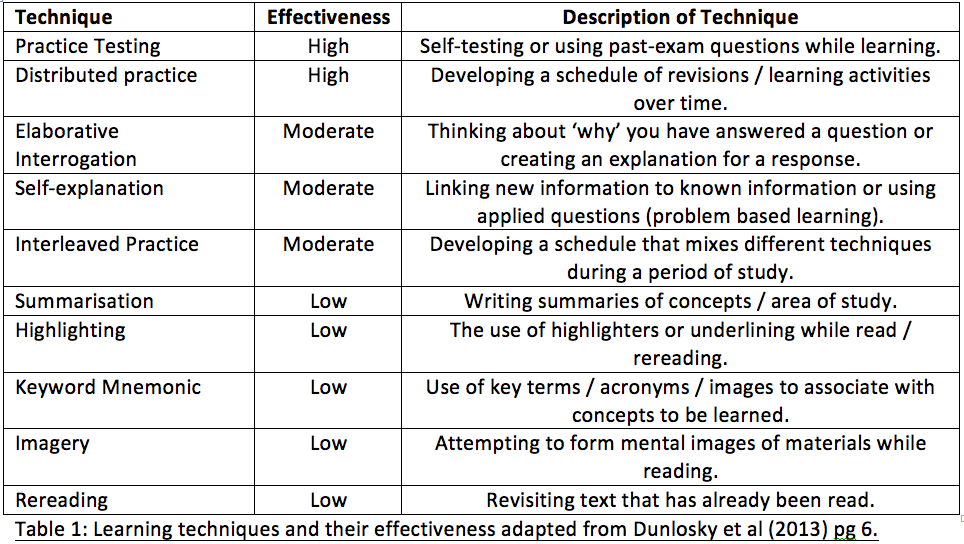 Technique Effectiveness Description of Technique
Practice Testing High Self-testing or using past-exam questions while learning.
Distributed practice High Developing a schedule of revisions / learning activities
over time.
Elaborative Moderate Thinking about ‘why’ you have answered a question or
Interrogation creating an explanation for a response.
Self-explanation Moderate Linking new information to known information or using
applied questions (problem based learning).
Interleaved Practice Moderate Developing a schedule that mixes different techniques
during a period of study.
Summarisation Low Writing summaries of concepts / area of study.
Highlighting Low The use of highlighters or underlining while read /
rereading.
Keyword Mnemonic Low Use of key terms / acronyms / images to associate with
concepts to be learned.
Imagery Low Attempting to form mental images of materials while
reading.
Rereading Low Revisiting text that has already been read.
Table 1: Learning techniques and their effectiveness adapted from Dunlosky et al (2013) pg 6.